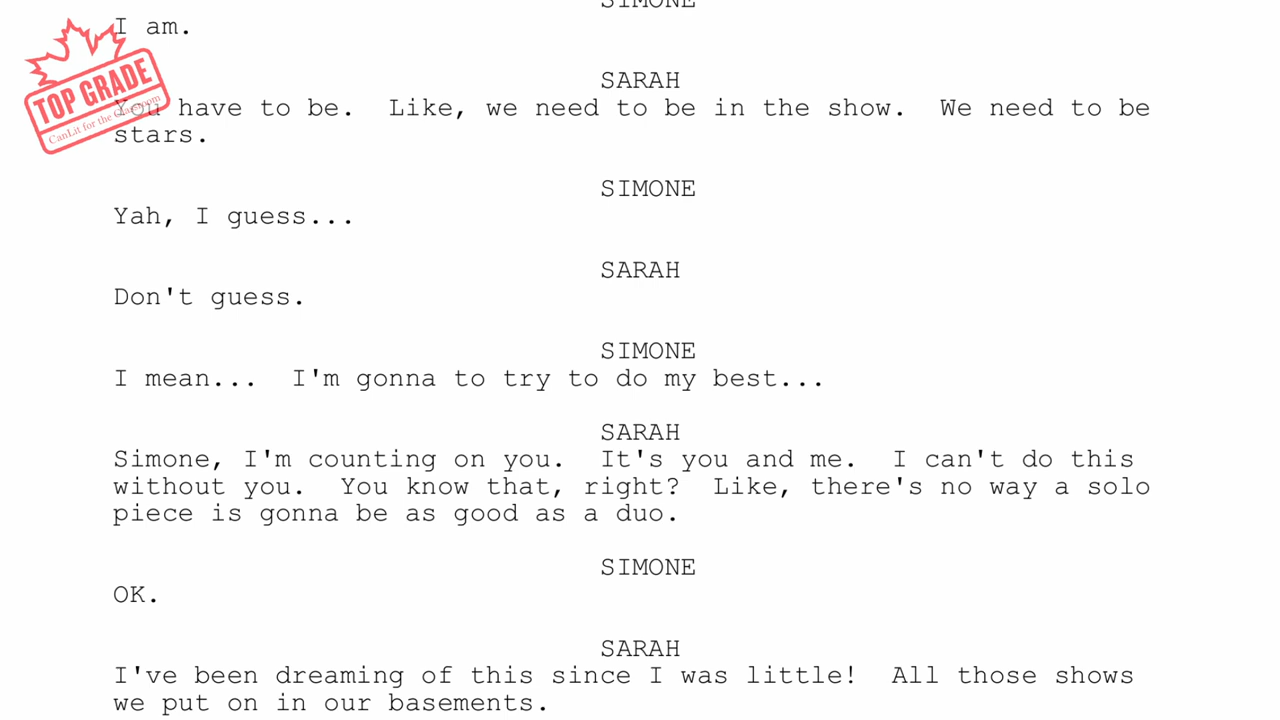 SIMONE
I am.
SARAH
You have to be. Like, we need to be in the show. We need to be
stars.
SIMONE
Yah, I guess...
SARAH
Don't guess.
SIMONE
I mean... I'm gonna to try to do my best...
SARAH
Simone, I'm counting on you. It's you and me. I can't do this
without you. You know that, right? Like, there's no way a solo
piece is gonna be as good as a duo.
SIMONE
OK.
SARAH
I've been dreaming of this since I was little! All those shows
we put on in our basements.
TOP GRADE
CanLit for the Classroom